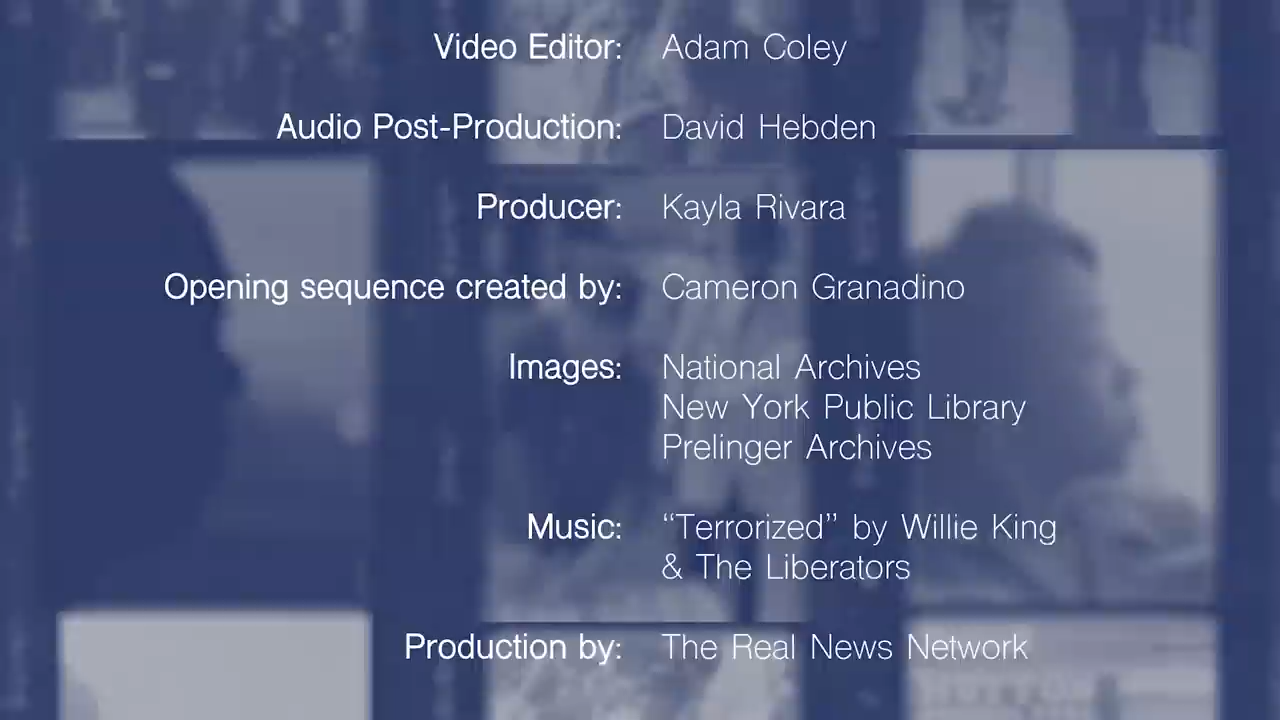 Video Editor: Adam Coley
Audio Post-Production: David Hebden
Producer: Kayla Rivara
Opening sequence created by: Cameron Granadino
Images: National Archives
New York Public Library
Prelinger Archives
Music: “Terrorized” by Willie King
& The Liberators
Production by: The Real News Network